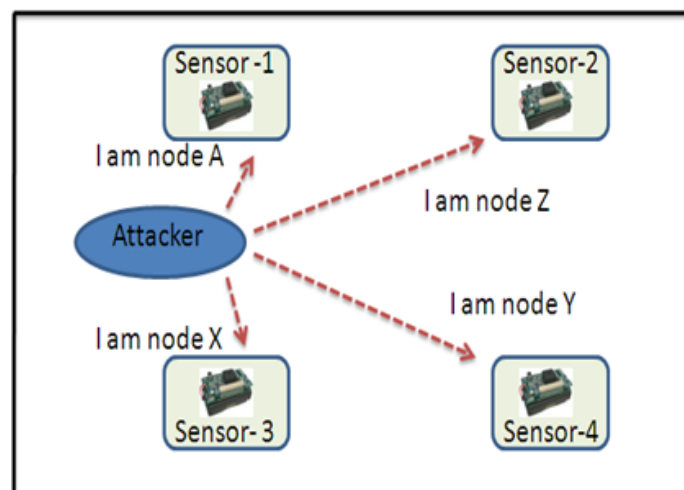 Sensor -1
Sensor-2
I am node A
I am node Z
Attacker
I am node Y
I am node X
Sensor- 3
Sensor-4